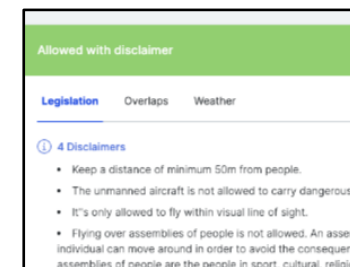 Allowed with disclaimer
Legislation Overlaps Weather
4 Disclaimers
• Keep a distance of minimum 50m from people.
• The unmanned aircraft is not allowed to carry dangerous
• It"s only allowed to fly within visual line of sight.
• Flying over assemblies of people is not allowed. An asse
individual can move around in order to avoid the consequen
assemblies of people are the people in sport, cultural, religi